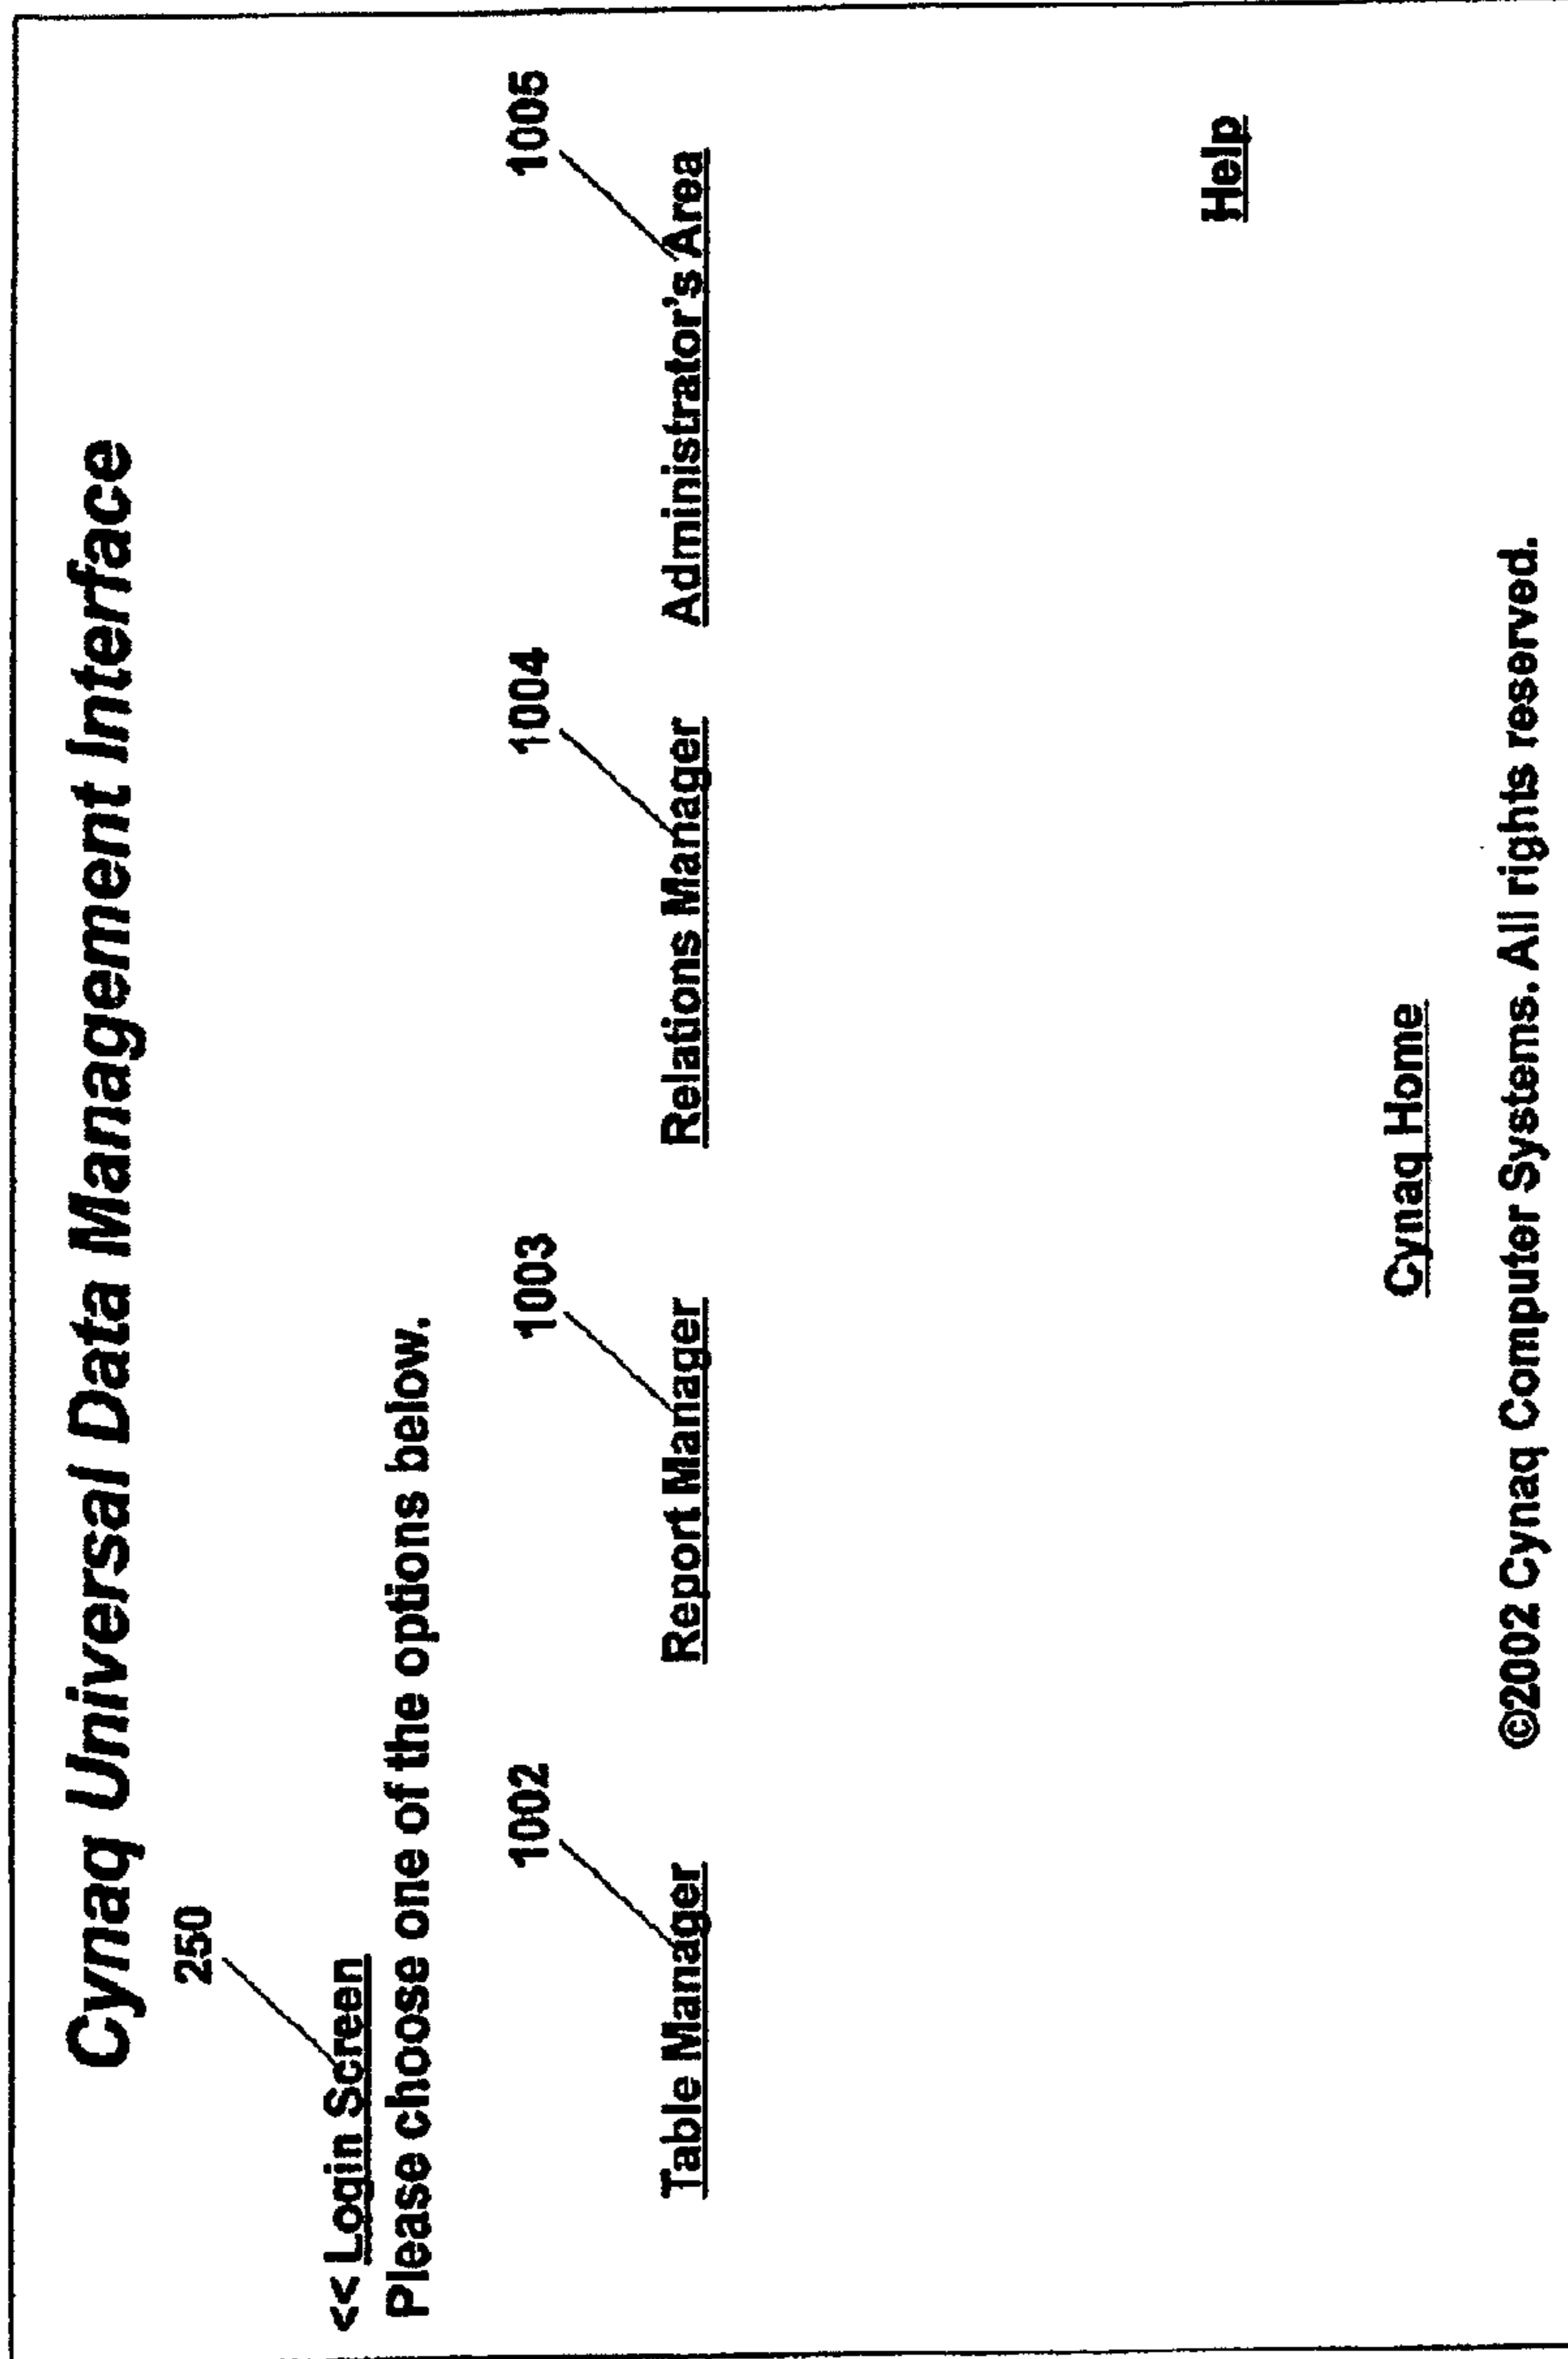 Cynaq Universal Data Management Interface
250
<< Login Screen
Please choose one of the options below.
1002 1003 1004 1005
Table Manager Report Manager Relations Manager Administrator's Area
Help
Cynaq Home
©2002 Cynaq Computer Systems. All rights reserved.